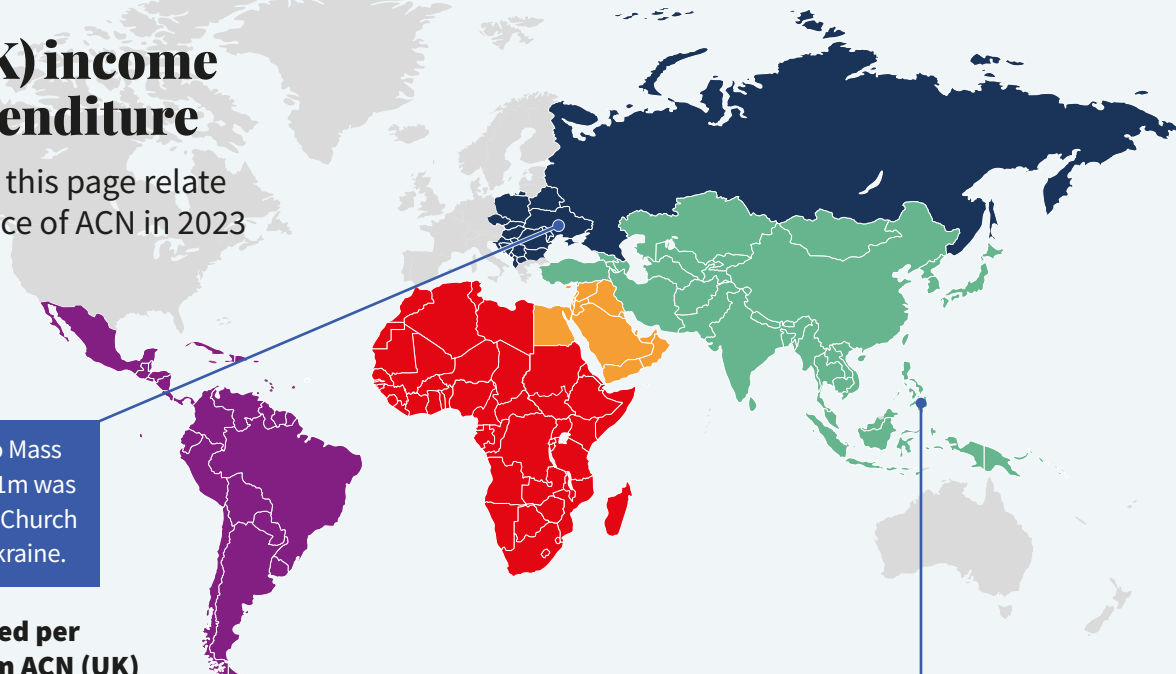 K) income
enditure
this page relate
ce of ACN in 2023
Mass
1m was
Church
kraine.
ed per
m ACN (UK)